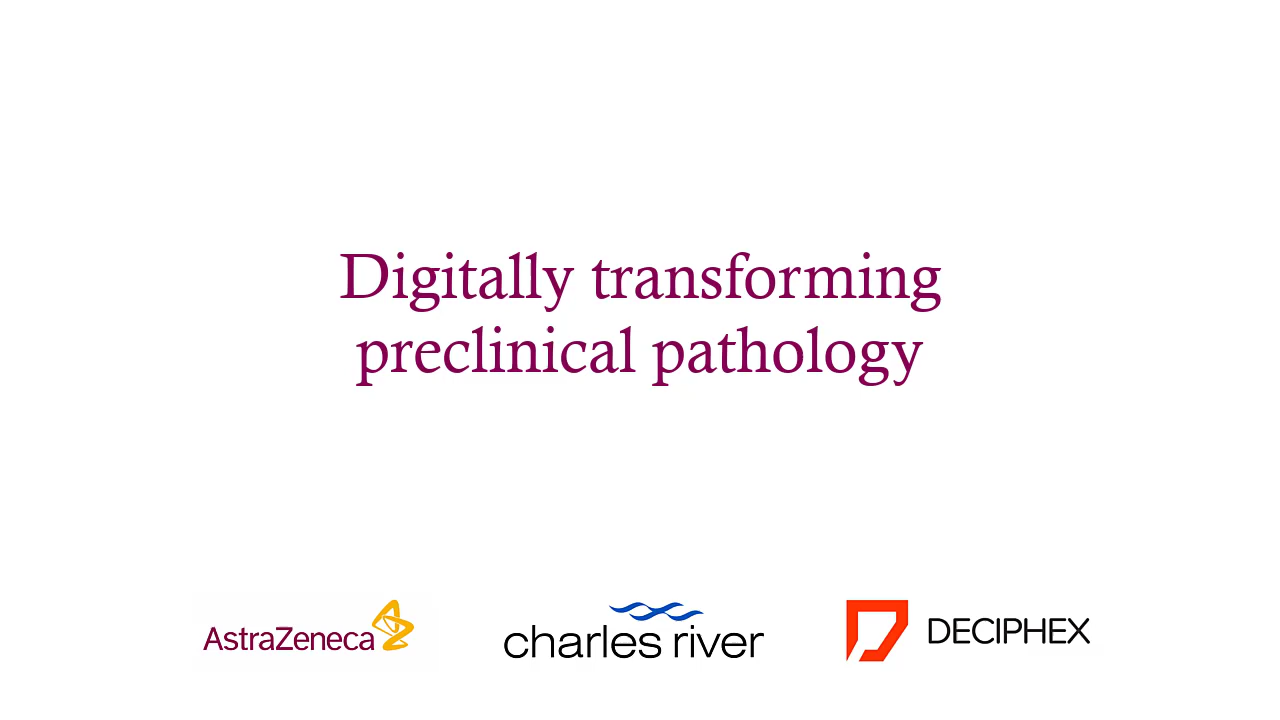 Digitally transforming
preclinical pathology
AstraZeneca
charles river
DECIPHEX